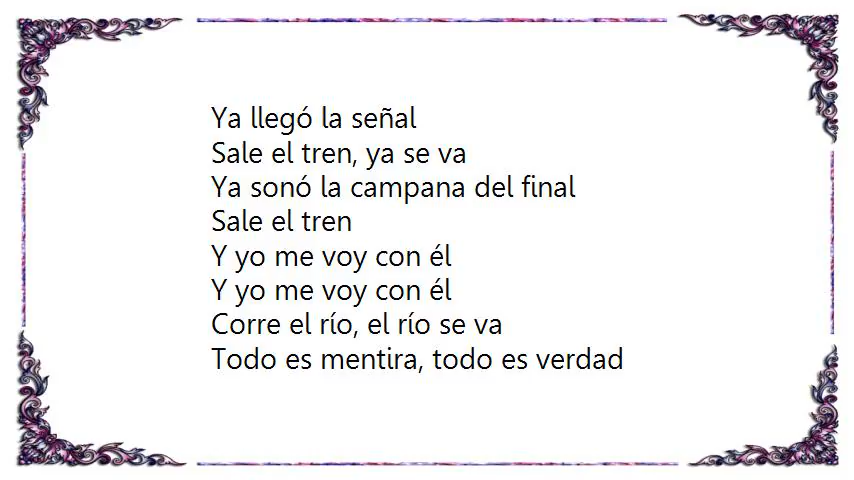 Ya llegó la señal
Sale el tren, ya se va
Ya sonó la campana del final
Sale el tren
Y yo me voy con él
Y yo me voy con él
Corre el río, el río se va
Todo es mentira, todo es verdad